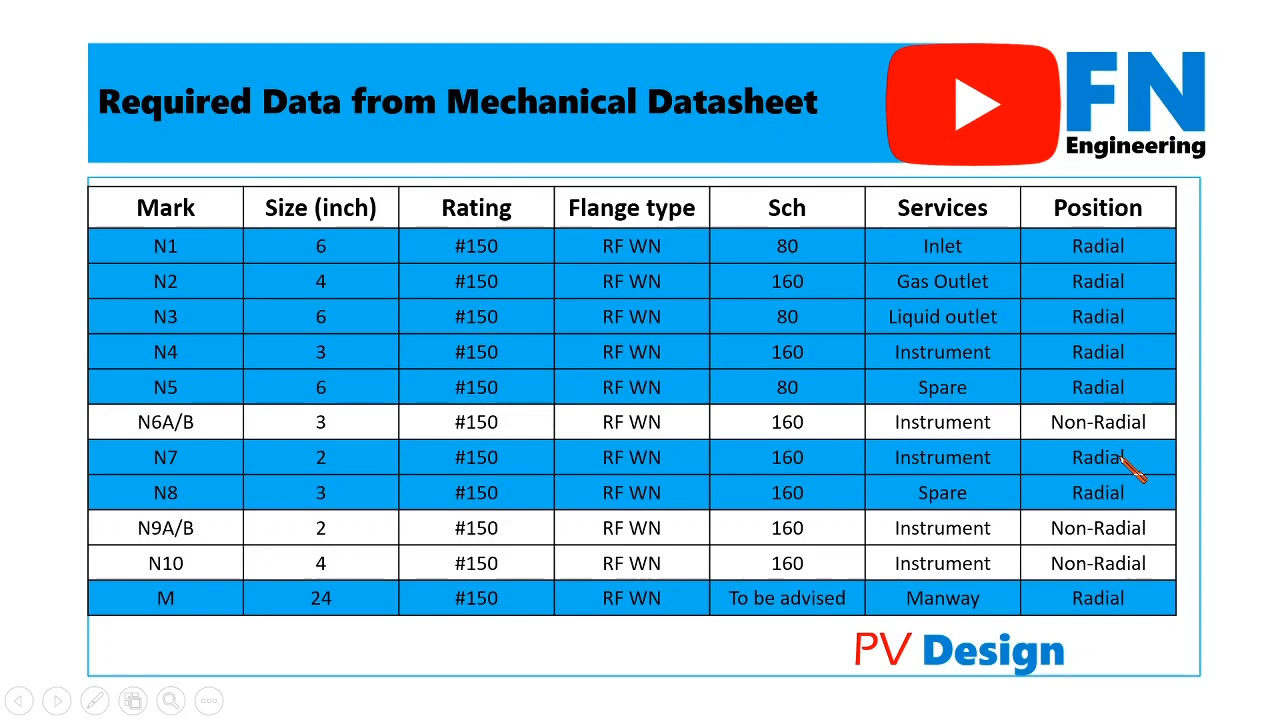 Required Data from Mechanical Datasheet
FN
Engineering
Mark Size (inch) Rating Flange type Sch Services Position
N1 6 #150 RF WN 80 Inlet Radial
N2 4 #150 RF WN 160 Gas Outlet Radial
N3 6 #150 RF WN 80 Liquid outlet Radial
N4 3 #150 RF WN 160 Instrument Radial
N5 6 #150 RF WN 80 Spare Radial
N6A/B 3 #150 RF WN 160 Instrument Non-Radial
N7 2 #150 RF WN 160 Instrument Radial
N8 3 #150 RF WN 160 Spare Radial
N9A/B 2 #150 RF WN 160 Instrument Non-Radial
N10 4 #150 RF WN 160 Instrument Non-Radial
M 24 #150 RF WN To be advised Manway Radial
PV Design